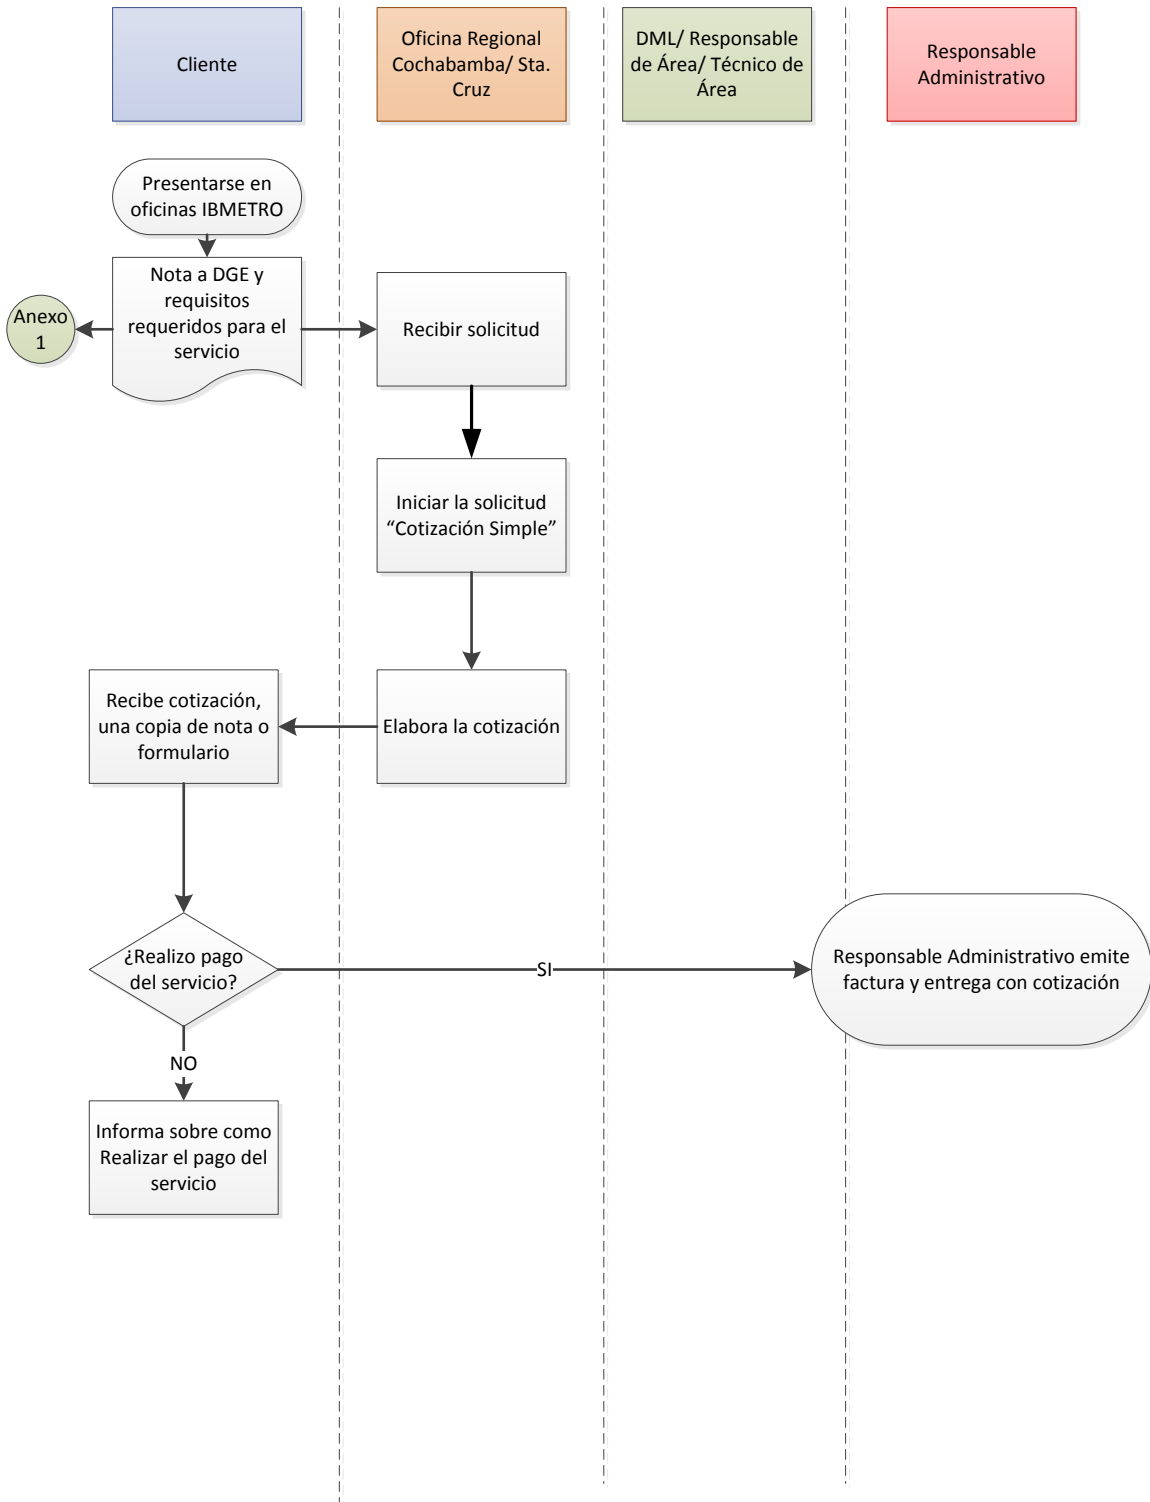 Cliente
Oficina Regional
Cochabamba/ Sta.
Cruz
DML/ Responsable
de Área/ Técnico de
Área
Responsable
Administrativo
Presentarse en
oficinas IBMETRO
Nota a DGE y
requisitos
requeridos para el
servicio
Anexo
1
Recibir solicitud
Iniciar la solicitud
“Cotización Simple”
Elabora la cotización
Recibe cotización,
una copia de nota o
formulario
¿Realizo pago
del servicio?
SI
Responsable Administrativo emite
factura y entrega con cotización
NO
Informa sobre como
Realizar el pago del
servicio